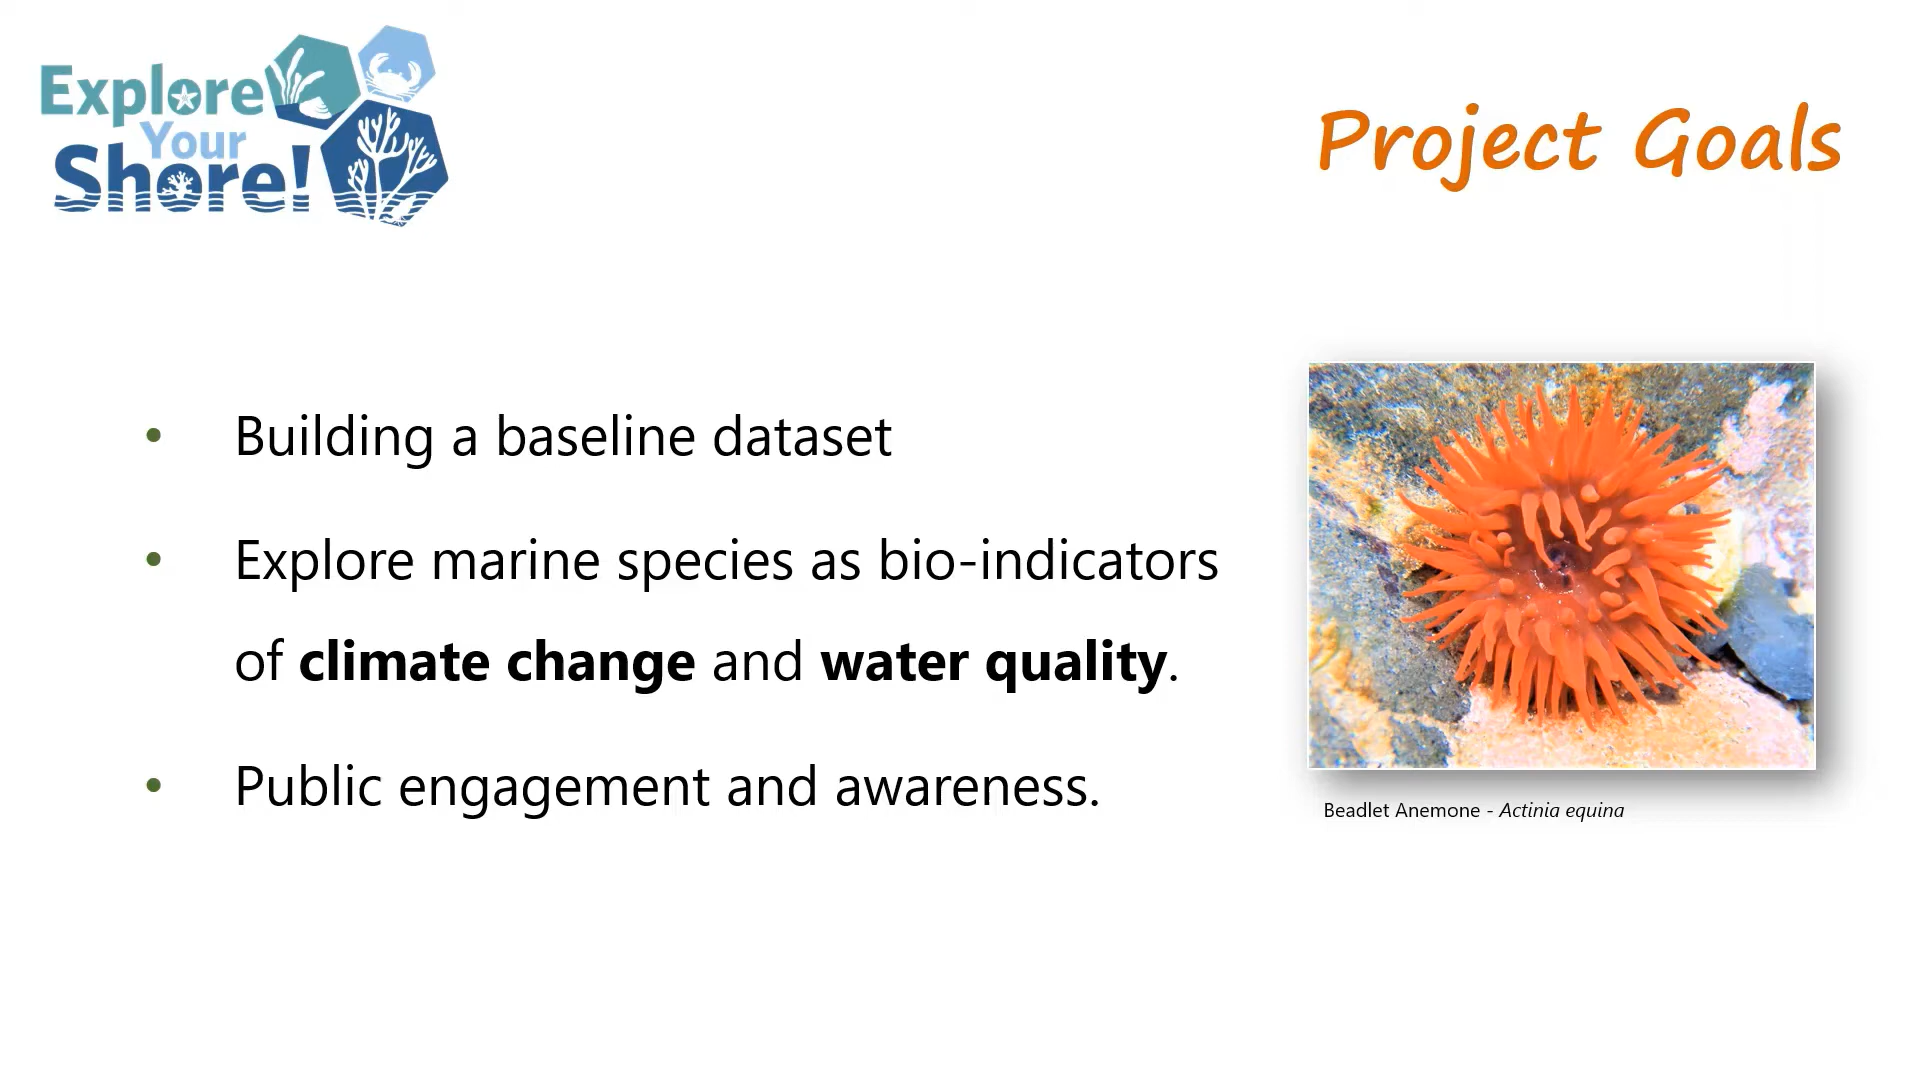 Explore
Your
Shore!
Project Goals
• Building a baseline dataset
• Explore marine species as bio-indicators
of climate change and water quality.
• Public engagement and awareness.
Beadlet Anemone - Actinia equina